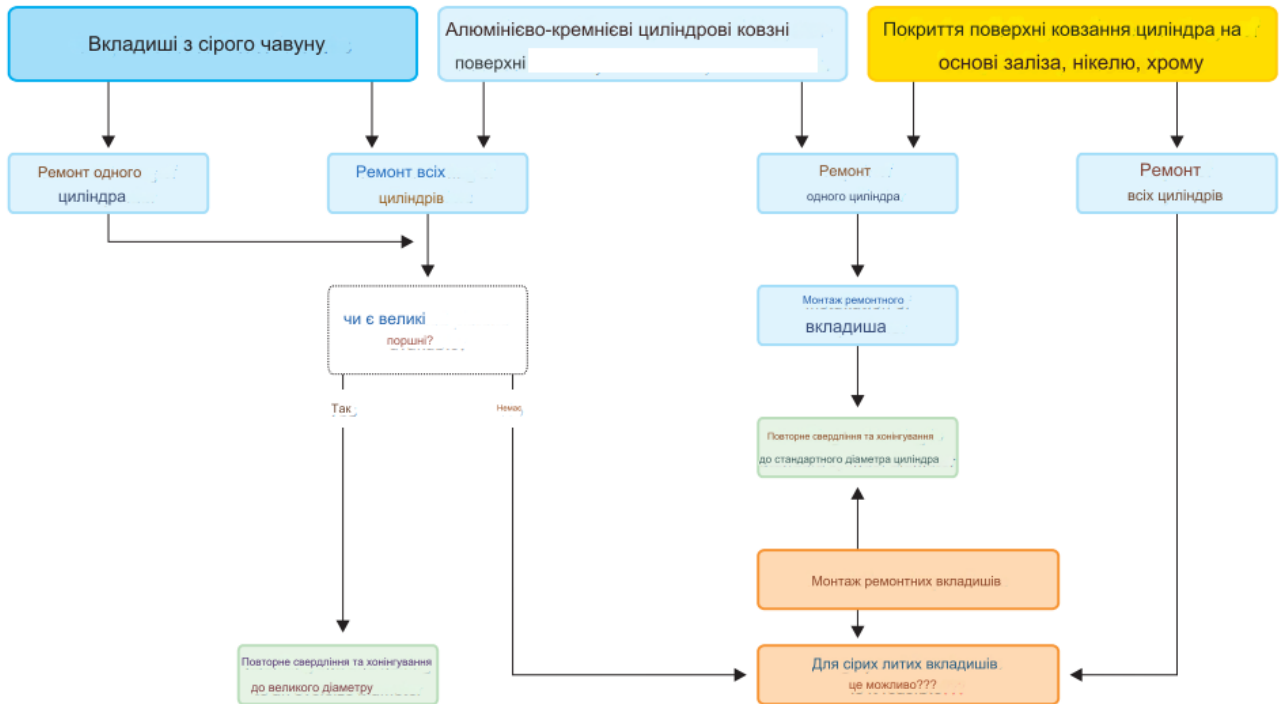 Вкладиші з сірого чавуну
Алюмінієво-кремнієві циліндрові ковзні
поверхні
Покриття поверхні ковзання циліндра на
основі заліза, нікелю, хрому
Ремонт одного
циліндра
Ремонт всіх
циліндрів
Ремонт
одного циліндра
Ремонт
всіх циліндрів
чи є великі
поршні?
Монтаж ремонтного
вкладиша
Так
Немає
Повторне свердління та хонінгування
до стандартного діаметра циліндра
Монтаж ремонтних вкладишів
Повторне свердління та хонінгування
до великого діаметру
Для сірих литих вкладишів
це можливо???